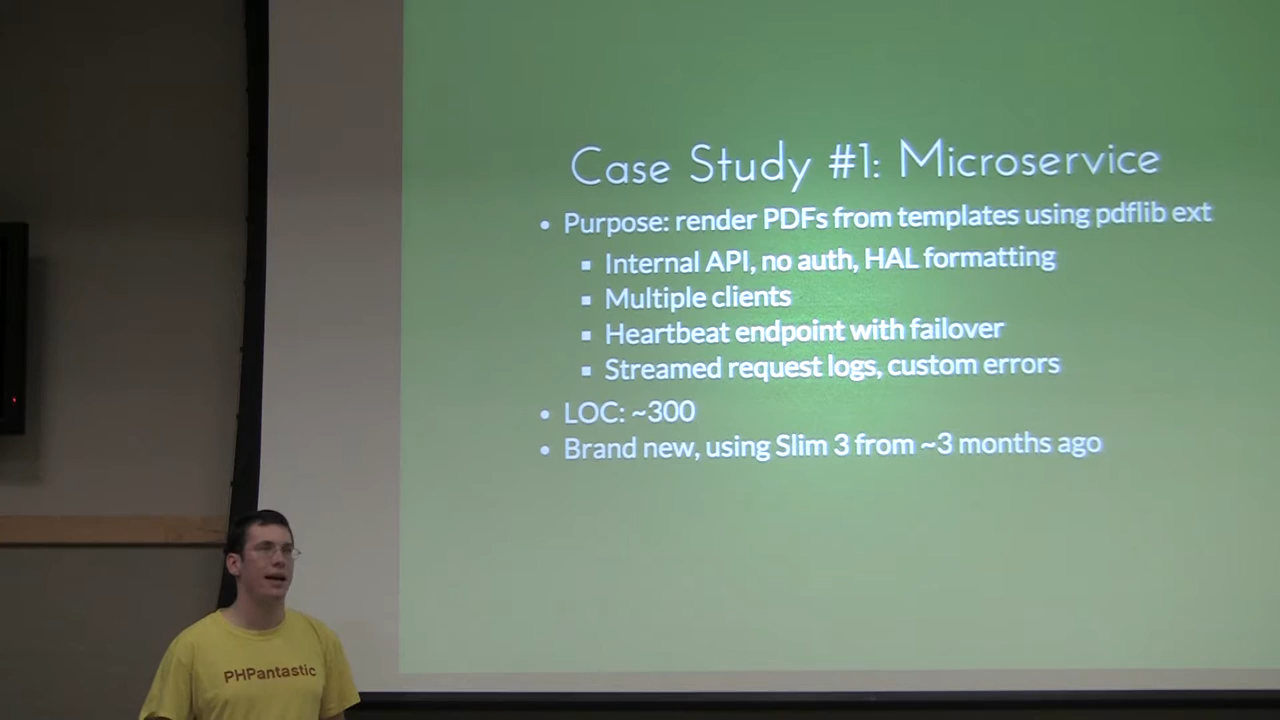 Case Study #1: Microservice
• Purpose: render PDFs from templates using pdflib ext
▪ Internal API, no auth, HAL formatting
▪ Multiple clients
▪ Heartbeat endpoint with failover
▪ Streamed request logs, custom errors
• LOC: ~300
• Brand new, using Slim 3 from ~3 months ago
PHPantastic